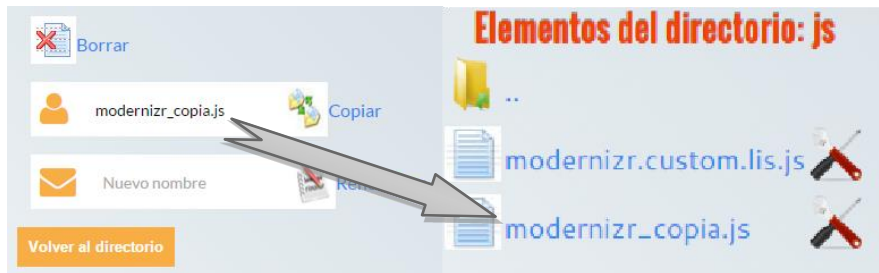 Borrar
modernizr_copia.js
Copiar
Nuevo nombre
Volver al directorio
Elementos del directorio: js
..
modernizr.custom.lis.js
modernizr_copia.js